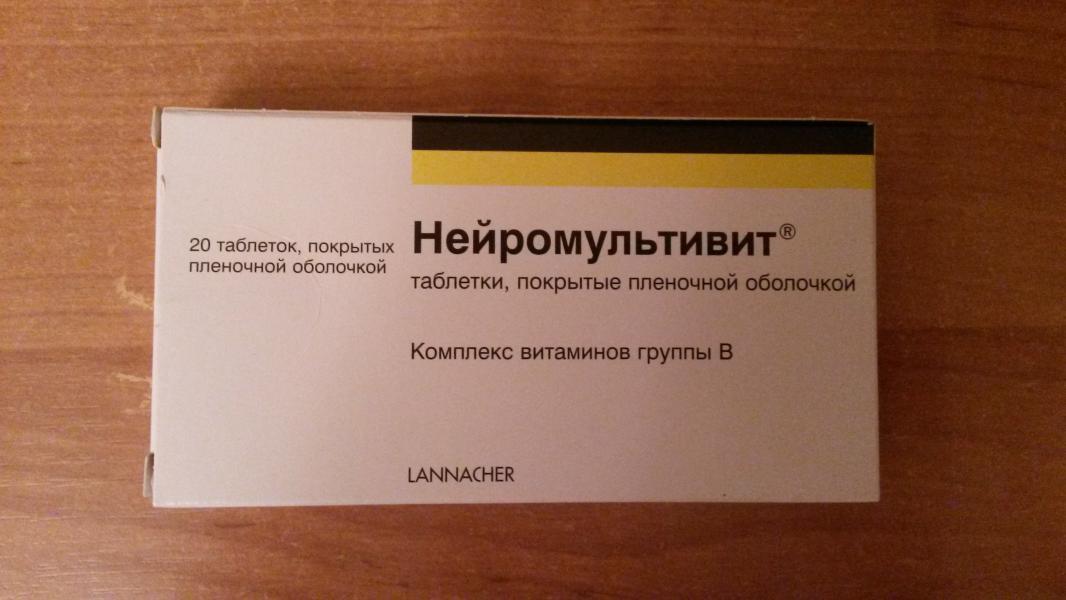 20 таблеток, покрытых
пленочной оболочкой
Нейромультивит®
таблетки, покрытые пленочной оболочкой
Комплекс витаминов группы В
LANNACHER